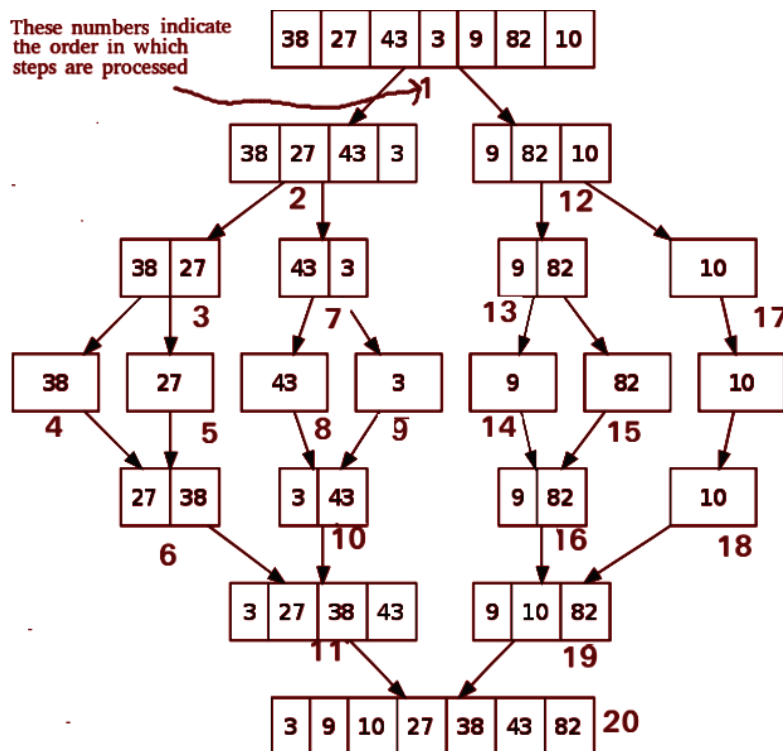 These numbers indicate
the order in which
steps are processed
38 27 43 3 9 82 10
1
38 27 43 3 9 82 10
2 12
38 27 43 3 9 82 10
3 7 13 17
38 27 43 3 9 82 10
4 5 8 9 14 15
27 38 3 43 9 82 10
6 10 16 18
3 27 38 43 9 10 82
11 19
3 9 10 27 38 43 82 20